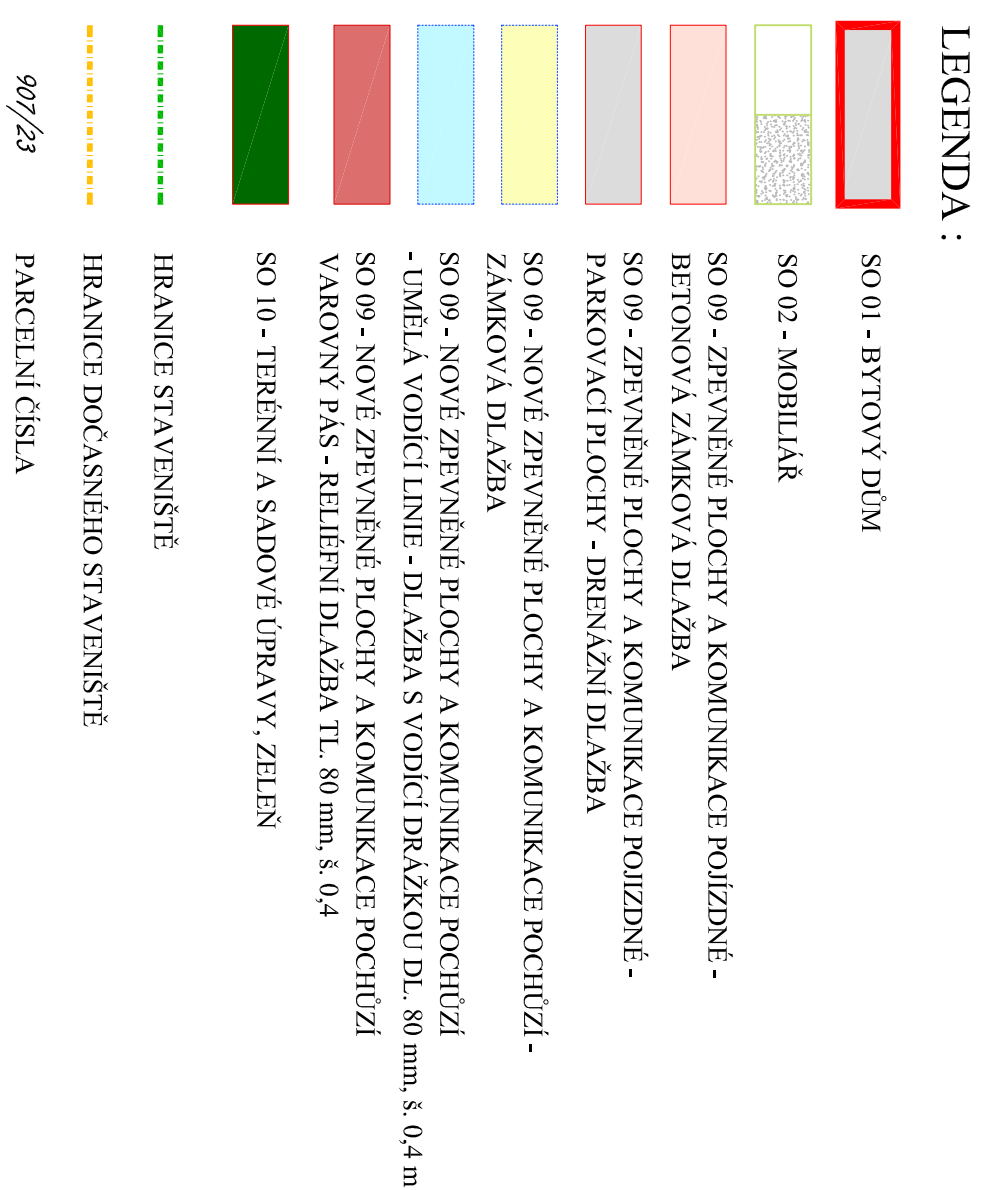 LEGENDA :
SO 01 - BYTOVÝ DŮM
SO 02 - MOBILIÁŘ
SO 09 - ZPEVNĚNÉ PLOCHY A KOMUNIKACE POJÍZDNÉ -
BETONOVÁ ZÁMKOVÁ DLAŽBA
SO 09 - ZPEVNĚNÉ PLOCHY A KOMUNIKACE POJIZDNÉ -
PARKOVACÍ PLOCHY - DRENÁŽNÍ DLAŽBA
SO 09 - NOVÉ ZPEVNĚNÉ PLOCHY A KOMUNIKACE POCHŮZÍ -
ZÁMKOVÁ DLAŽBA
SO 09 - NOVÉ ZPEVNĚNÉ PLOCHY A KOMUNIKACE POCHŮZÍ
- UMĚLÁ VODÍCÍ LINIE - DLAŽBA S VODÍCÍ DRÁŽKOU DL. 80 mm, š. 0,4 m
SO 09 - NOVÉ ZPEVNĚNÉ PLOCHY A KOMUNIKACE POCHŮZÍ
VAROVNÝ PÁS - RELIÉFNÍ DLAŽBA TL. 80 mm, š. 0,4
SO 10 - TERÉNNÍ A SADOVÉ ÚPRAVY, ZELEŇ
HRANICE STAVENIŠTĚ
HRANICE DOČASNÉHO STAVENIŠTĚ
907/23 PARCELNÍ ČÍSLA